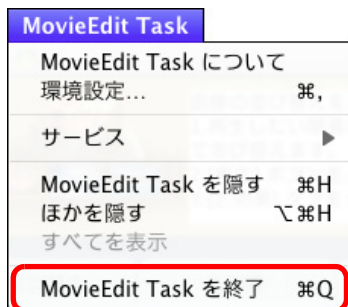 MovieEdit Task
MovieEdit Task について
環境設定... ⌘,
サービス ▶
MovieEdit Task を隠す ⌘H
ほかを隠す ⌥⌘H
すべてを表示
MovieEdit Task を終了 ⌘Q